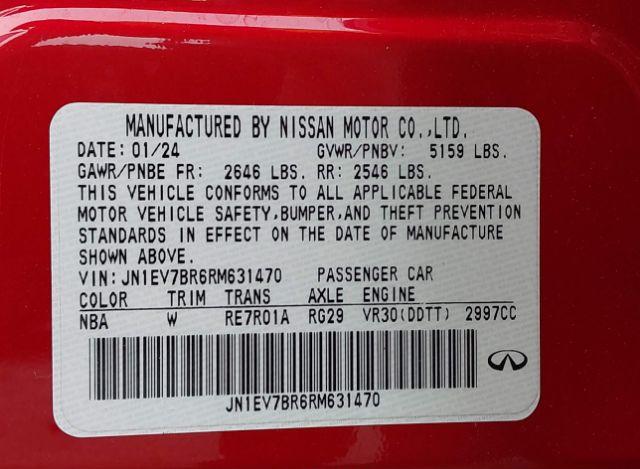 MANUFACTURED BY NISSAN MOTOR CO.,LTD.
DATE: 01/24 GVWR/PNBV: 5159 LBS.
GAWR/PNBE FR: 2646 LBS. RR: 2546 LBS.
THIS VEHICLE CONFORMS TO ALL APPLICABLE FEDERAL
MOTOR VEHICLE SAFETY,BUMPER,AND THEFT PREVENTION
STANDARDS IN EFFECT ON THE DATE OF MANUFACTURE
SHOWN ABOVE.
VIN: JN1EV7BR6RM631470 PASSENGER CAR
COLOR TRIM TRANS AXLE ENGINE
NBA W RE7R01A RG29 VR30(DDTT) 2997CC
JN1EV7BR6RM631470